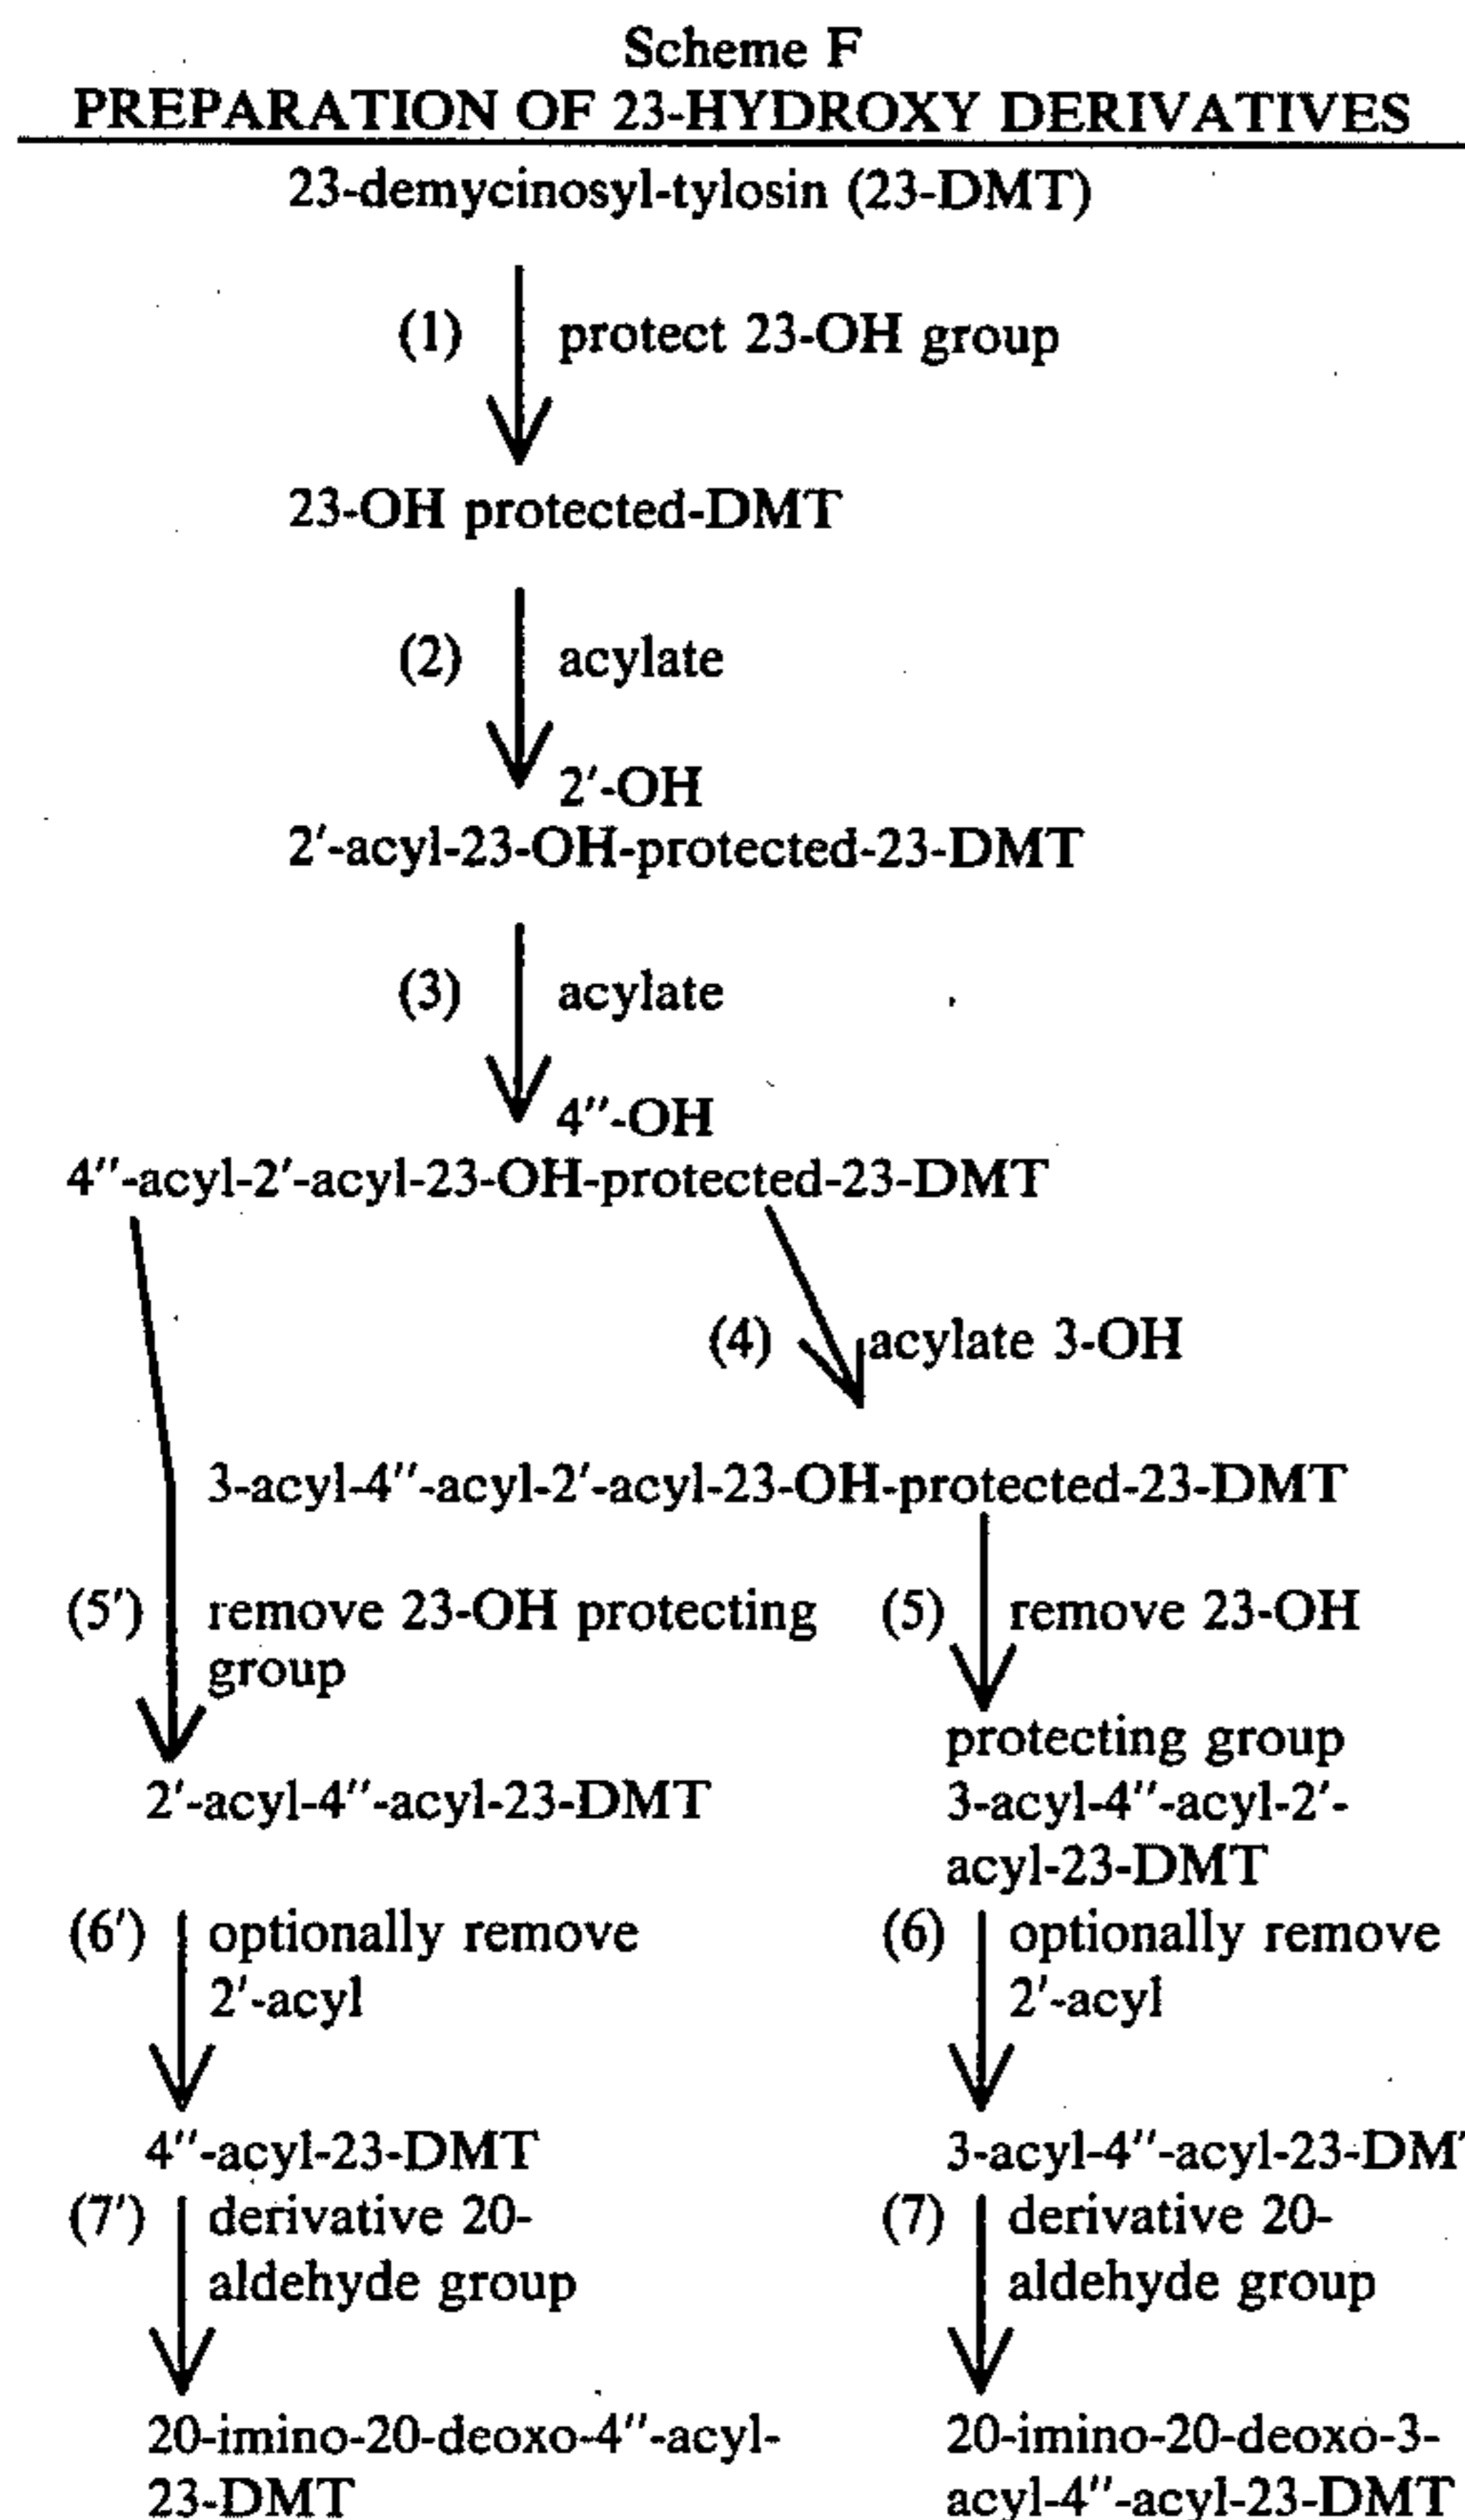 Scheme F
PREPARATION OF 23-HYDROXY DERIVATIVES
23-demycinosyl-tylosin (23-DMT)
(1) protect 23-OH group
23-OH protected-DMT
(2) acylate
2'-OH
2'-acyl-23-OH-protected-23-DMT
(3) acylate
4''-OH
4''-acyl-2'-acyl-23-OH-protected-23-DMT
(4) acylate 3-OH
3-acyl-4''-acyl-2'-acyl-23-OH-protected-23-DMT
(5') remove 23-OH protecting
group
2'-acyl-4''-acyl-23-DMT
(5) remove 23-OH
protecting group
3-acyl-4''-acyl-2'-
acyl-23-DMT
(6') optionally remove
2'-acyl
(6) optionally remove
2'-acyl
4''-acyl-23-DMT
3-acyl-4''-acyl-23-DMT
(7') derivative 20-
aldehyde group
(7) derivative 20-
aldehyde group
20-imino-20-deoxo-4''-acyl-
23-DMT
20-imino-20-deoxo-3-
acyl-4''-acyl-23-DMT